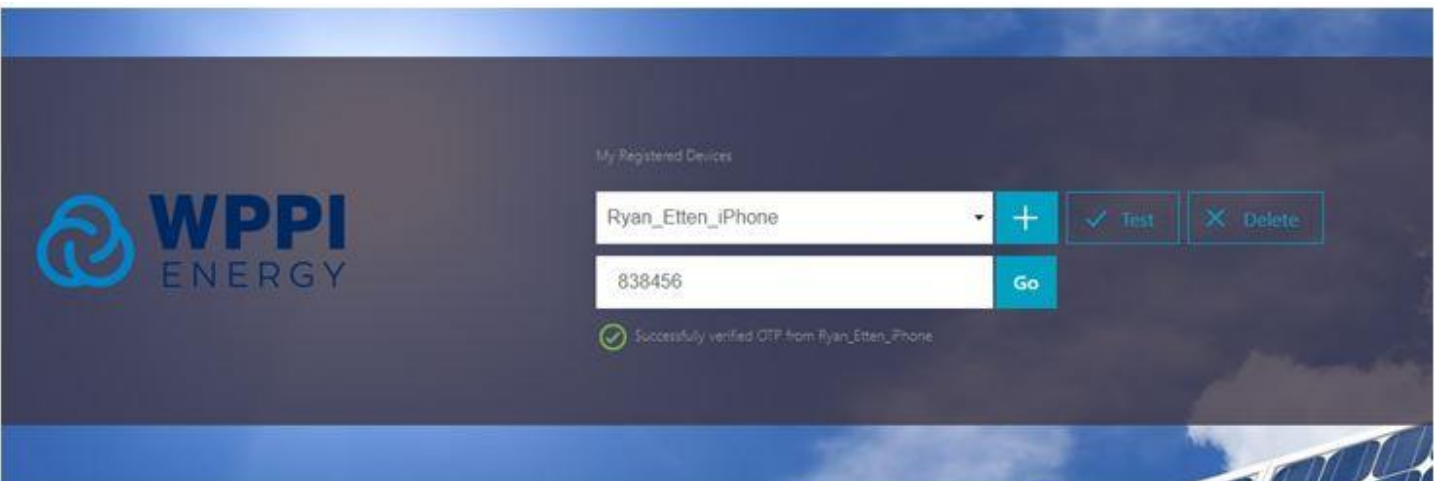 My Registered Devices
WPPI
ENERGY
Ryan_Etten_iPhone
+
Test
Delete
838456
Go
Successfully verified OTP from Ryan_Etten_iPhone